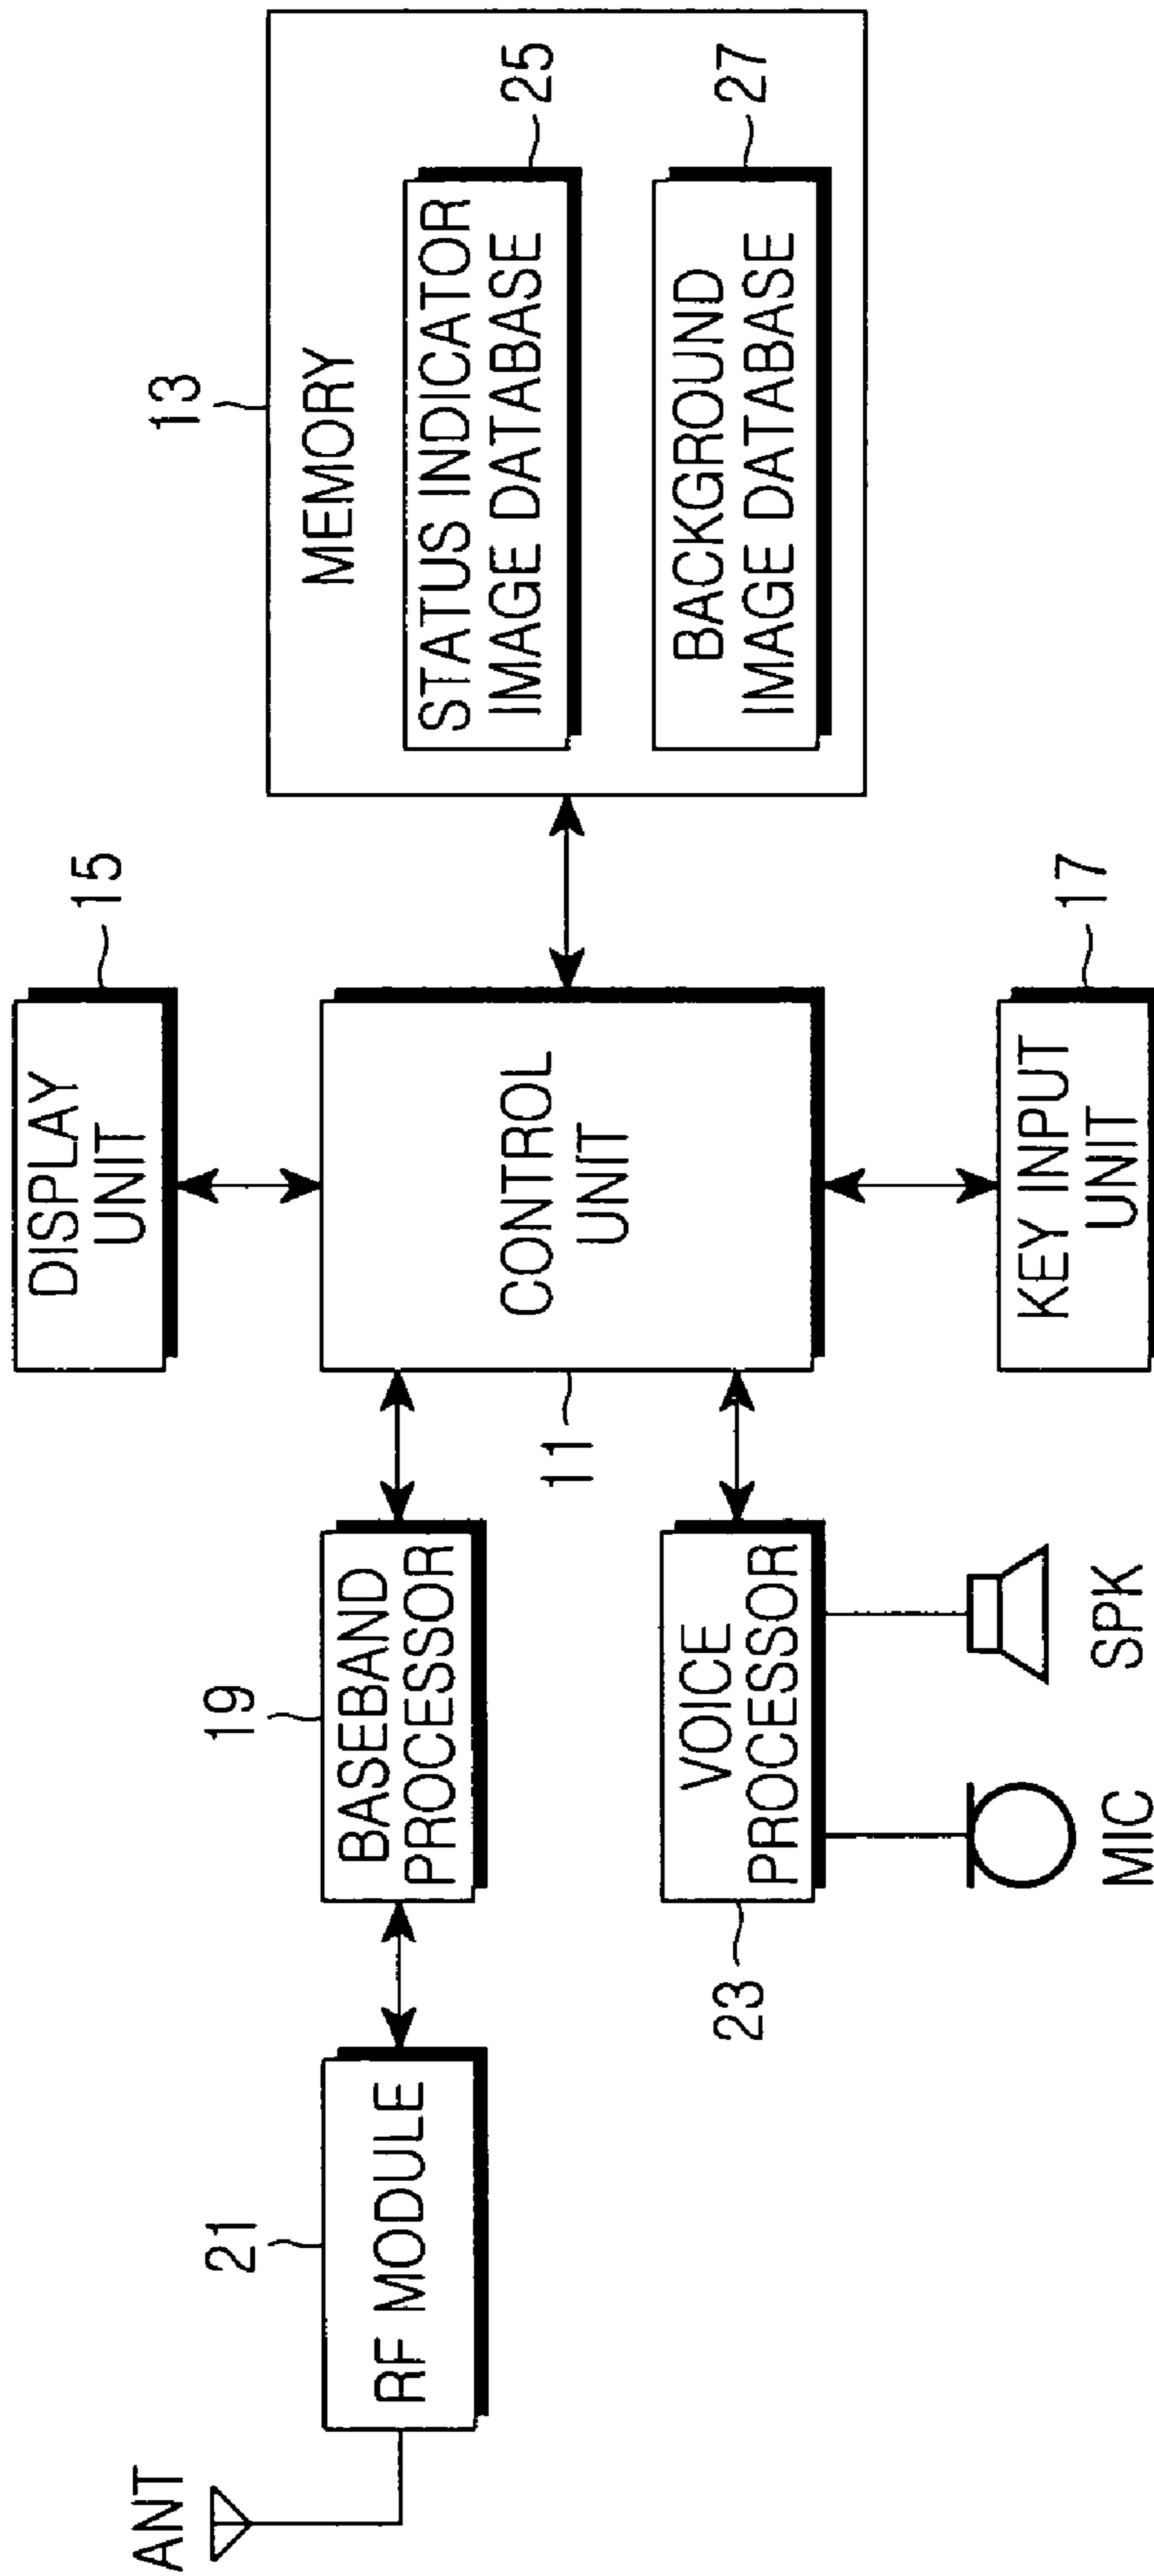 ANT
21
RF MODULE
19
BASEBAND
PROCESSOR
23
VOICE
PROCESSOR
MIC
SPK
DISPLAY
UNIT
15
CONTROL
UNIT
11
KEY INPUT
UNIT
17
13
MEMORY
STATUS INDICATOR
IMAGE DATABASE
25
BACKGROUND
IMAGE DATABASE
27